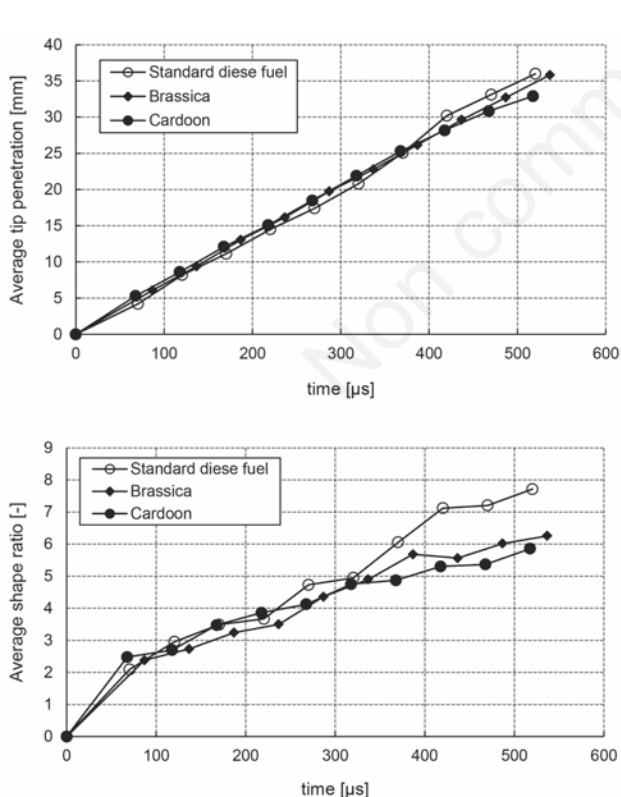 40
35
30
25
20
15
10
5
0
Average tip penetration [mm]
Standard diese fuel
Brassica
Cardoon
0 100 200 300 400 500 600
time [µs]
Non comm
9
8
7
6
5
4
3
2
1
0
Average shape ratio [-]
Standard diese fuel
Brassica
Cardoon
0 100 200 300 400 500 600
time [µs]